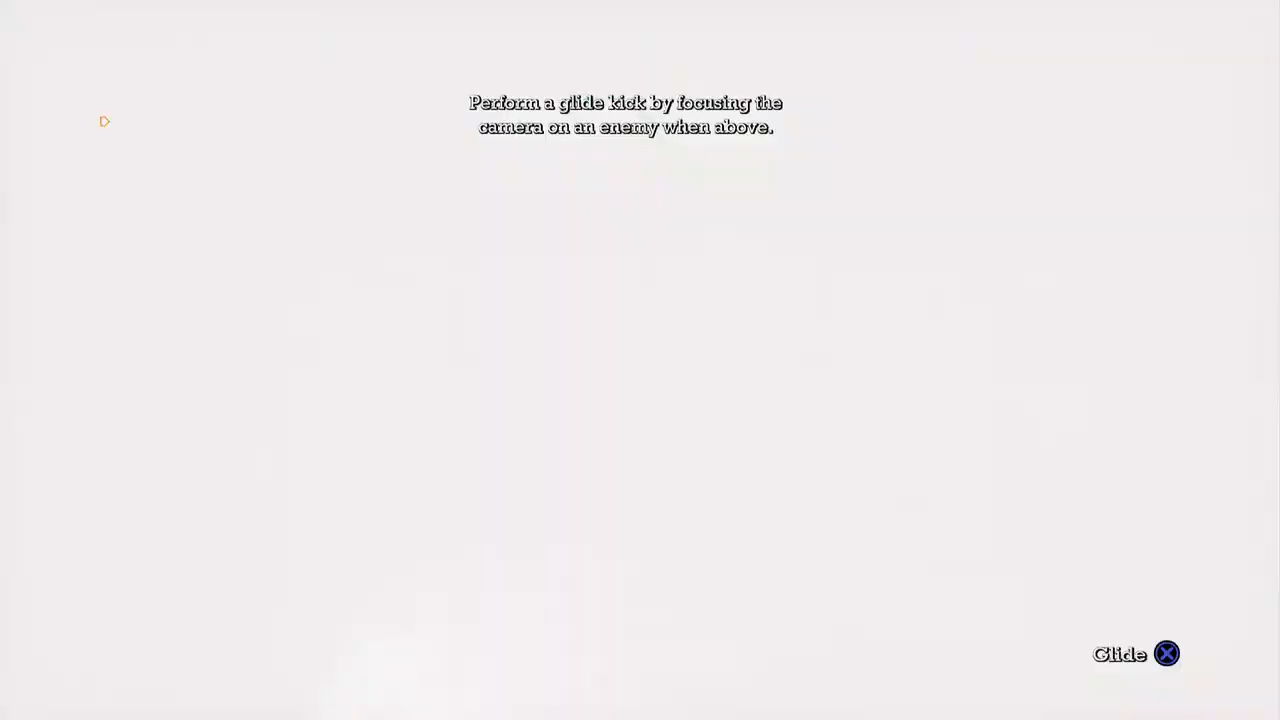 Perform a glide kick by focusing the
camera on an enemy when above.
Glide